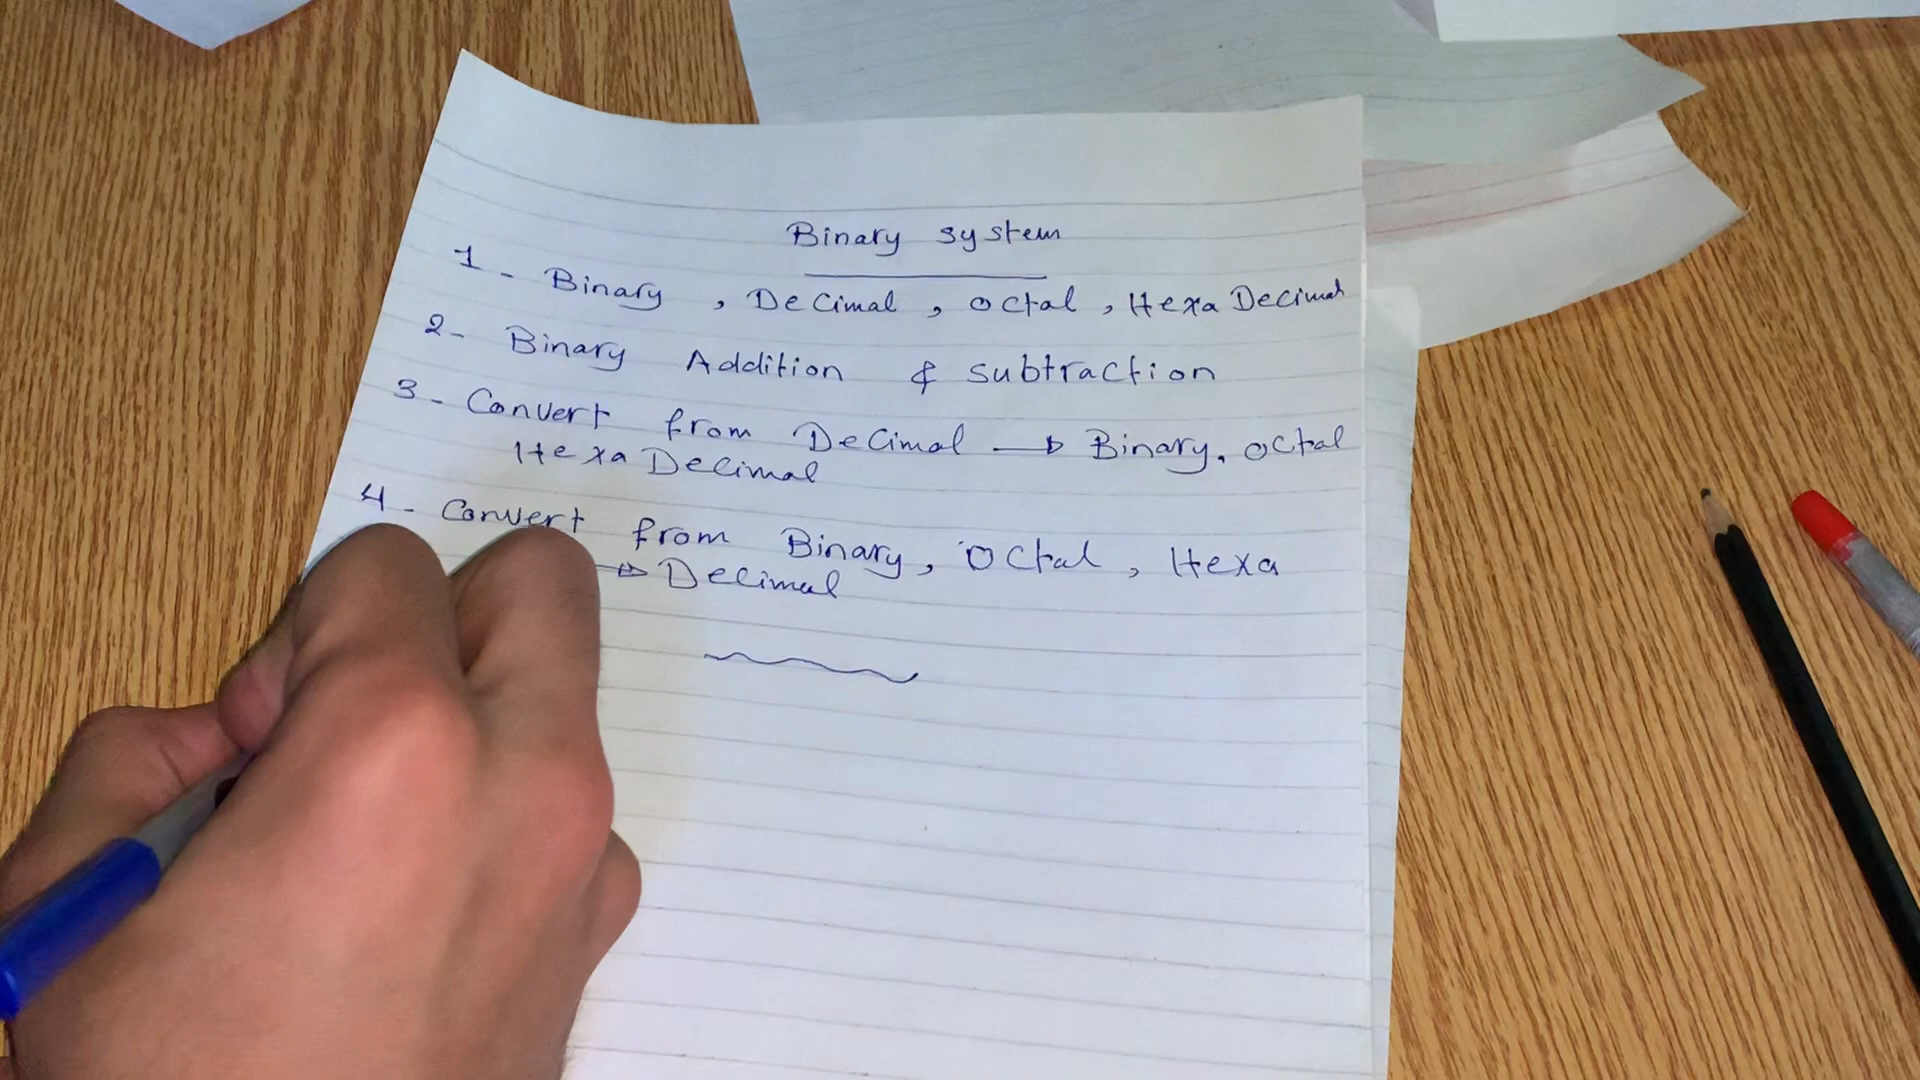 Binary system
1 - Binary , Decimal , octal , Hexa Decimal
2 - Binary Addition & subtraction
3 - Convert from Decimal → Binary, octal
Hexa Decimal
4 - Convert from Binary, Octal, Hexa
→ Decimal